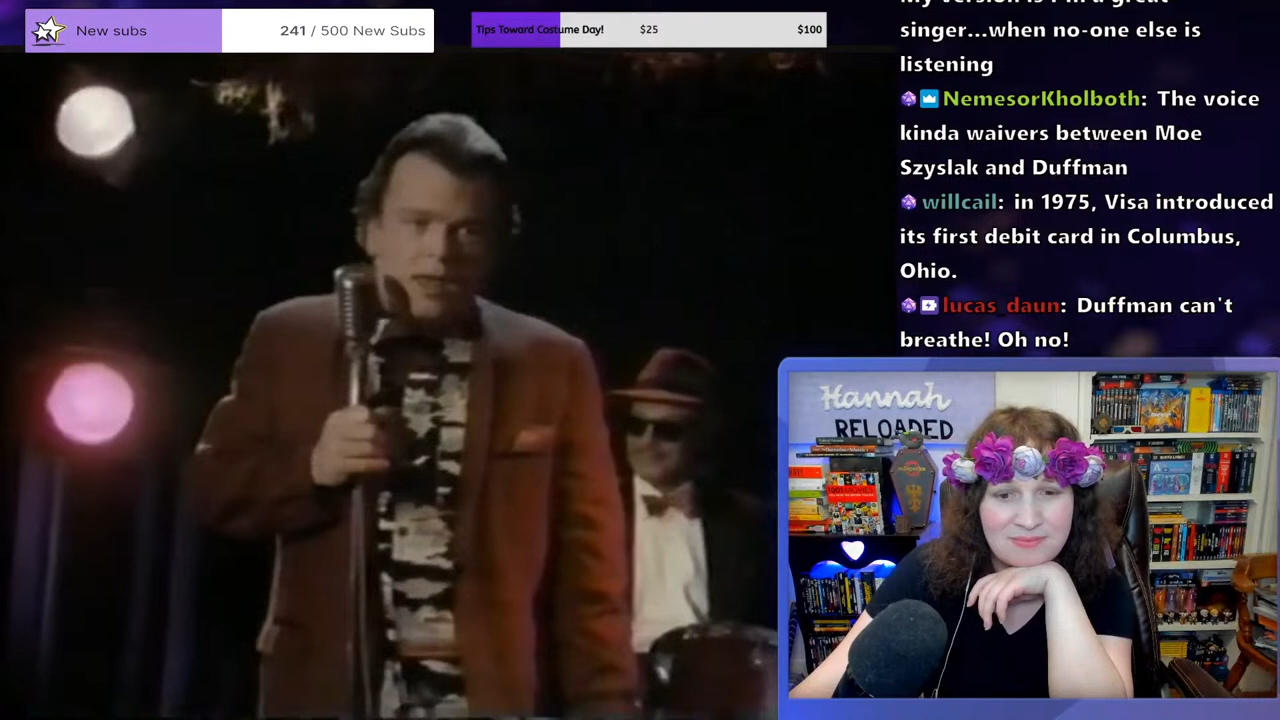 New subs
241 / 500 New Subs
Tips Toward Costume Day!
$25
$100
singer...when no-one else is
listening
NemesorKholboth: The voice
kinda waivers between Moe
Szyslak and Duffman
willcail: in 1975, Visa introduced
its first debit card in Columbus,
Ohio.
lucas_daun: Duffman can't
breathe! Oh no!
Hannah
RELOADED